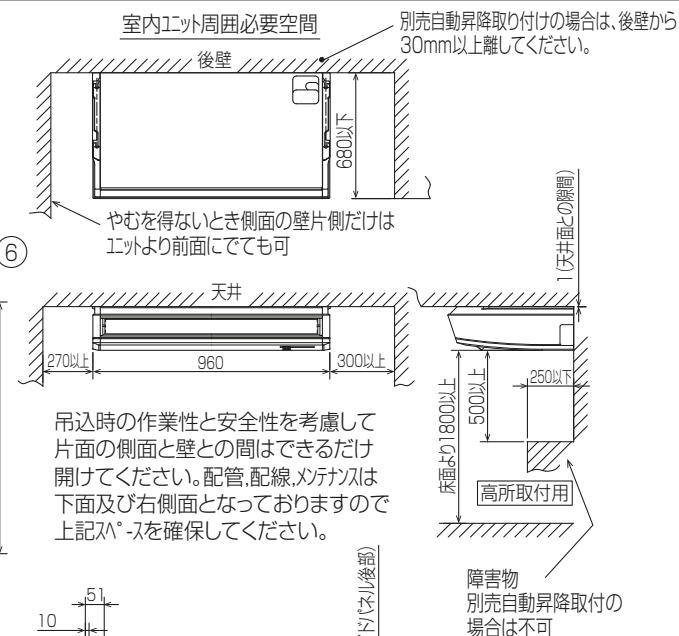 室内ユニット周囲必要空間
別売自動昇降取り付けの場合は、後壁から
30mm以上離してください。
後壁
680以下
やむを得ないとき側面の壁片側だけは
ユニットより前面にでても可
6
1(天井面との隙間)
天井
270以上
960
300以上
床面より1800以上
500以上
250以下
吊込時の作業性と安全性を考慮して
片面の側面と壁との間はできるだけ
開けてください。配管,配線,メンテナンスは
下面及び右側面となっておりますので
上記スペースを確保してください。
高所取付用
障害物
別売自動昇降取付の
場合は不可
51
10
ドパネル後部)